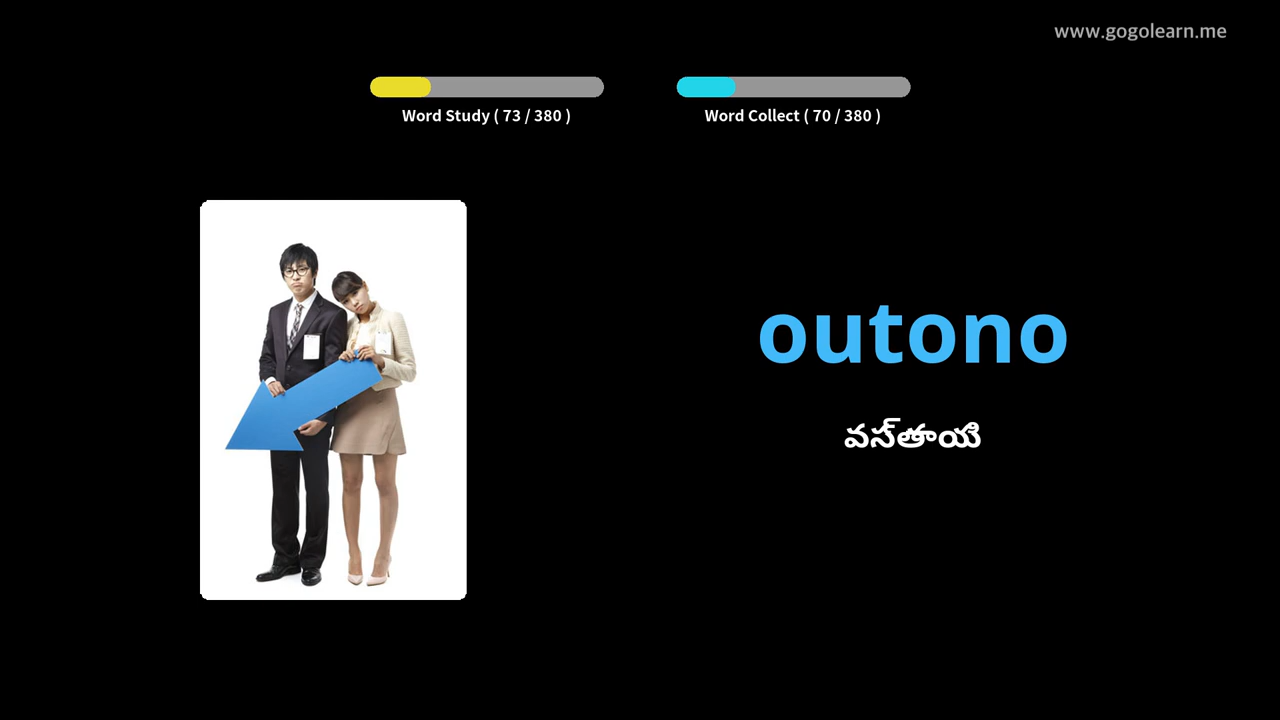 www.gogolearn.me
Word Study ( 73 / 380 )
Word Collect ( 70 / 380 )
outono
వస్తాయి